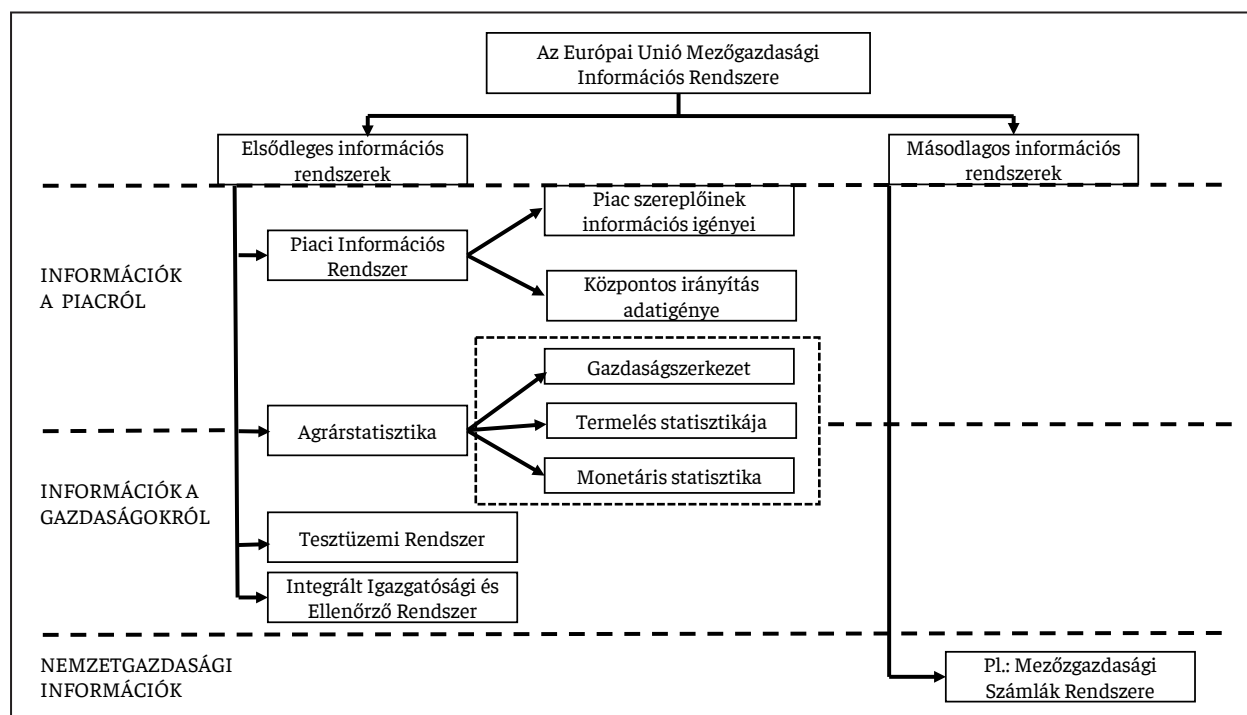 Az Európai Unió Mezőgazdasági
Információs Rendszere
Elsődleges információs
rendszerek
Másodlagos információs
rendszerek
INFORMÁCIÓK
A PIACRÓL
Piaci Információs
Rendszer
Piac szereplőinek
információs igényei
Központos irányítás
adatigénye
Agrárstatisztika
Gazdaságszerkezet
Termelés statisztikája
Monetáris statisztika
INFORMÁCIÓK A
GAZDASÁGOKRÓL
Tesztüzemi Rendszer
Integrált Igazgatósági és
Ellenőrző Rendszer
NEMZETGAZDASÁGI
INFORMÁCIÓK
Pl.: Mezőzgazdasági
Számlák Rendszere